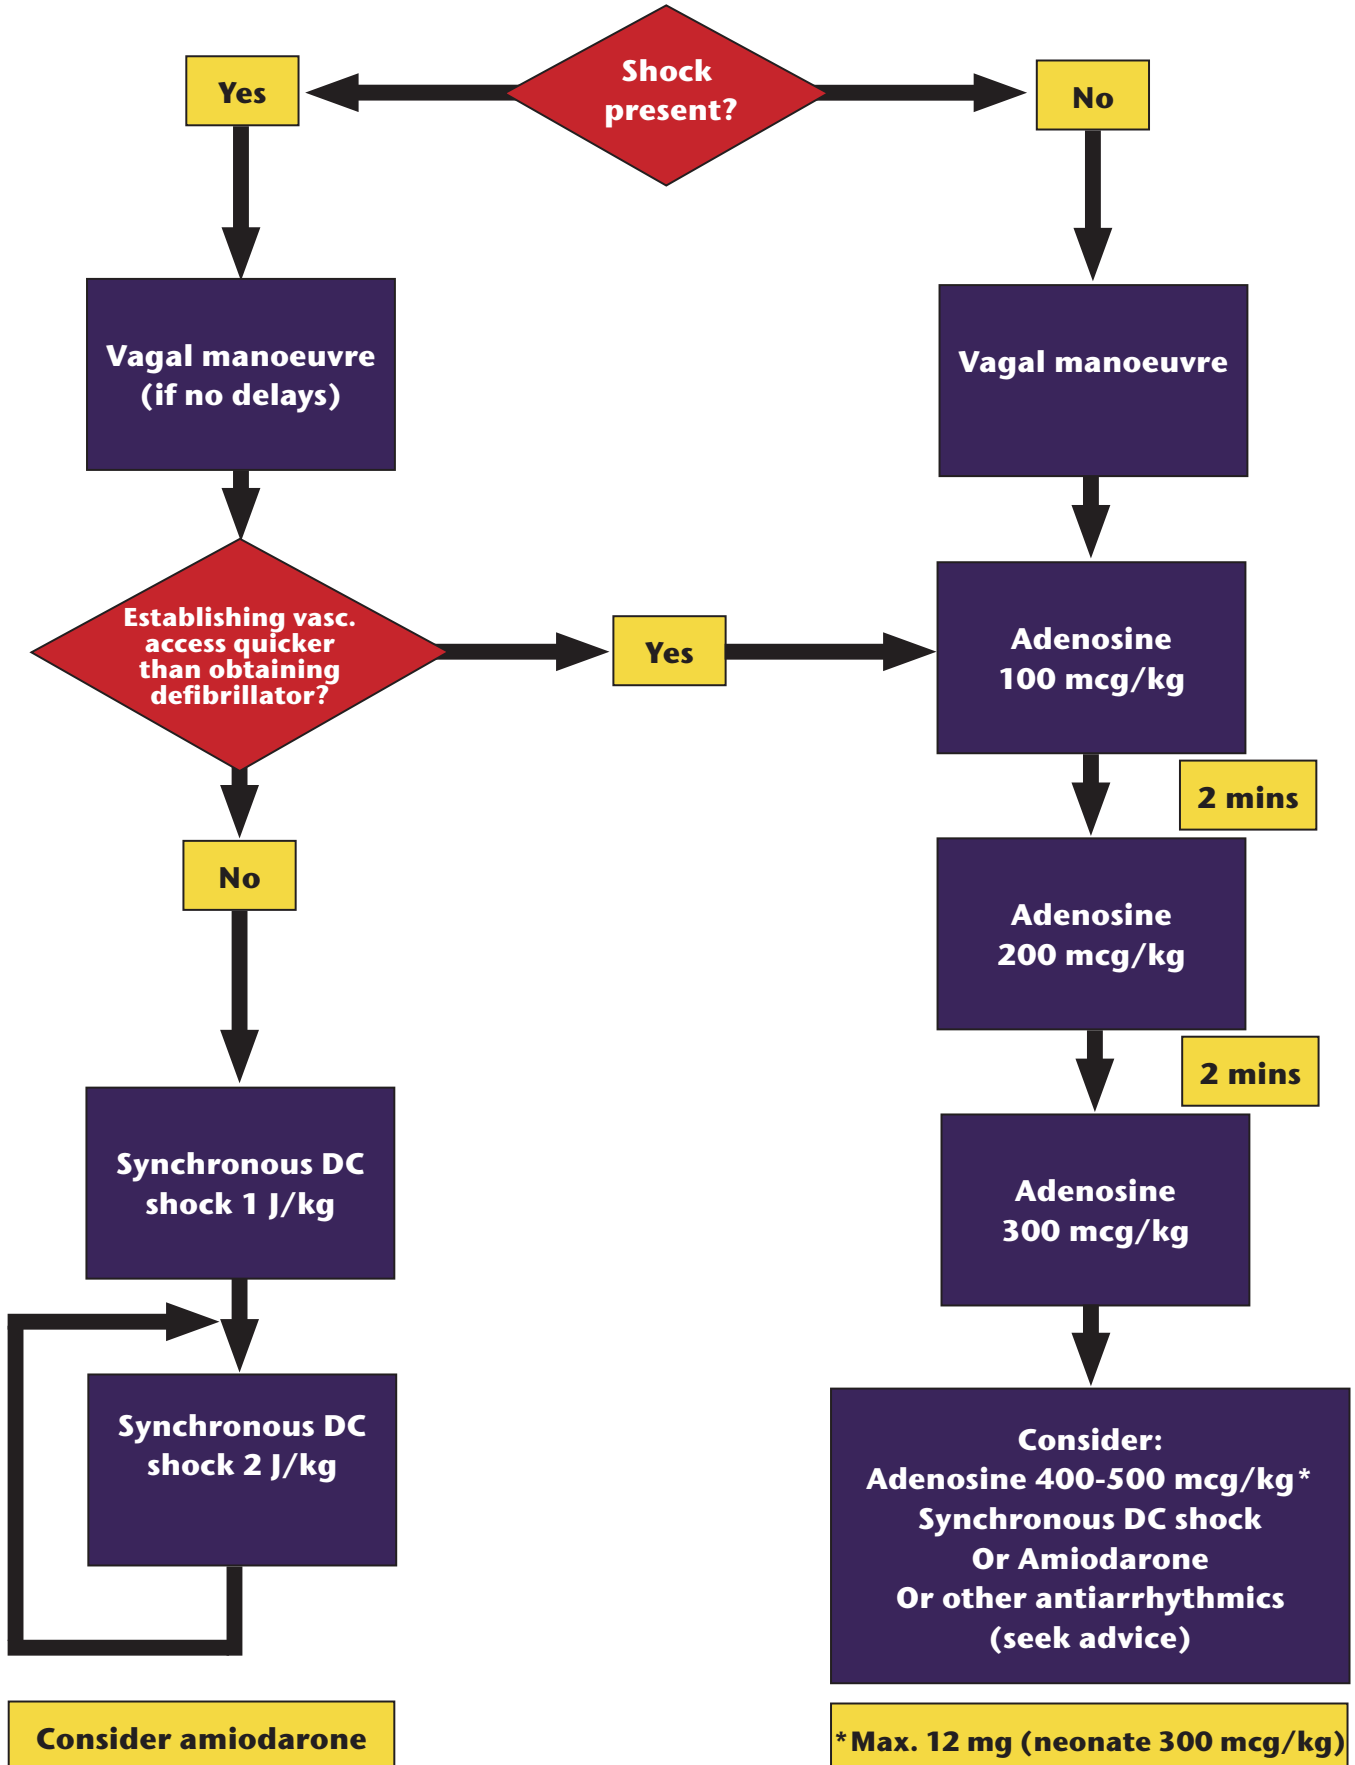 Shock
present?
Yes
No
Vagal manoeuvre
(if no delays)
Vagal manoeuvre
Establishing vasc.
access quicker
than obtaining
defibrillator?
Yes
Adenosine
100 mcg/kg
2 mins
No
Adenosine
200 mcg/kg
2 mins
Synchronous DC
shock 1 J/kg
Adenosine
300 mcg/kg
Synchronous DC
shock 2 J/kg
Consider:
Adenosine 400-500 mcg/kg*
Synchronous DC shock
Or Amiodarone
Or other antiarrhythmics
(seek advice)
Consider amiodarone
*Max. 12 mg (neonate 300 mcg/kg)